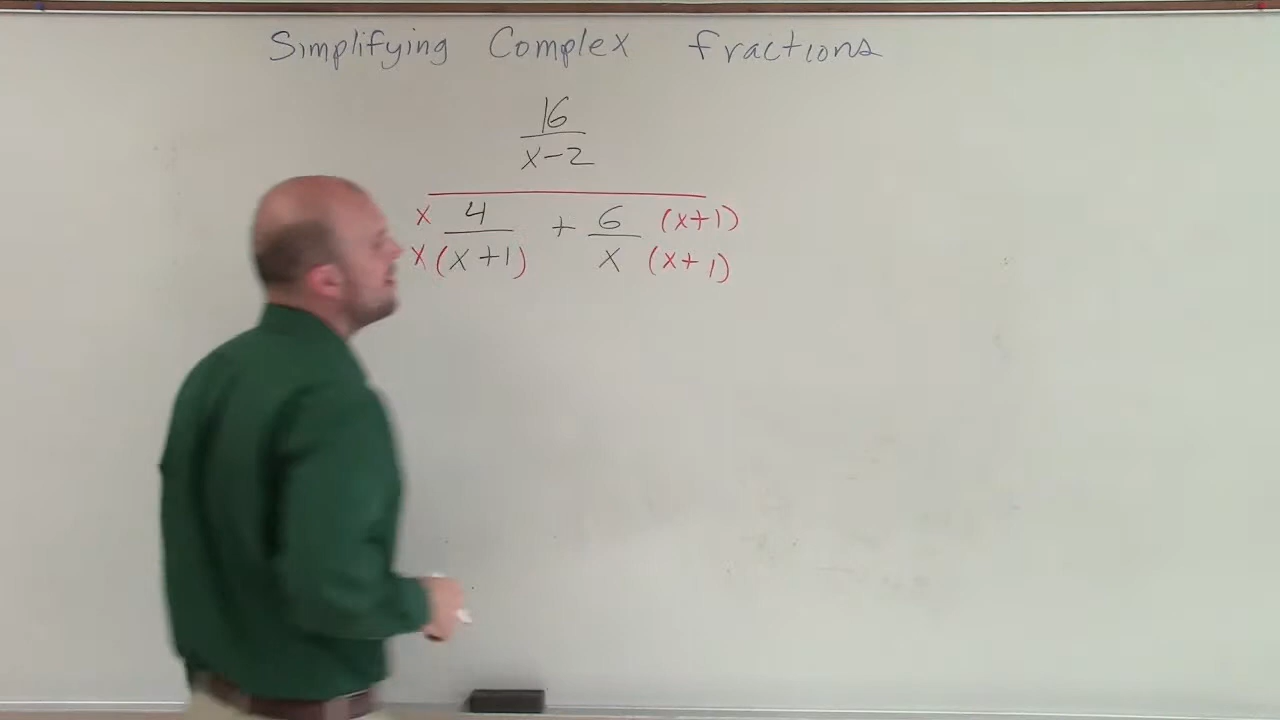 Simplifying Complex fractions
16
x-2
x 4 + 6 (x+1)
x (x+1) x (x+1)